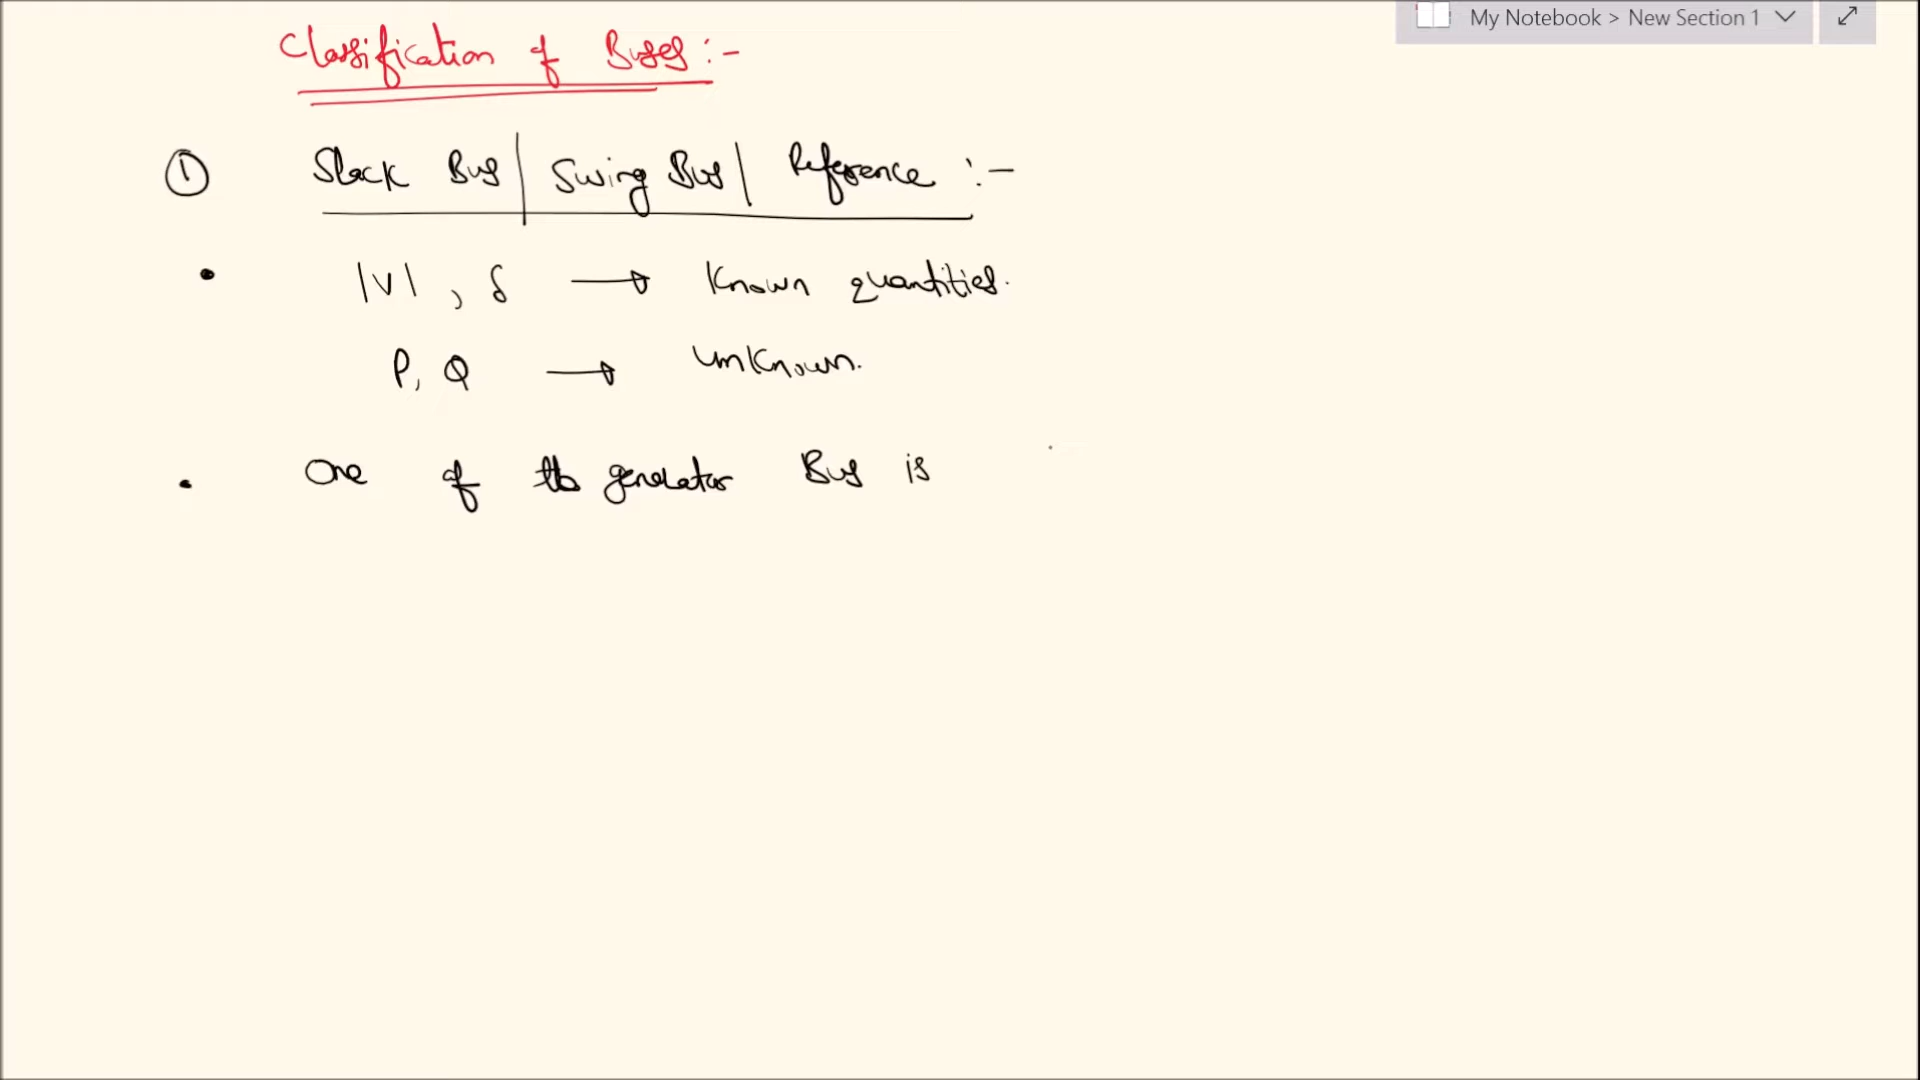 My Notebook > New Section 1
Classification of Buses :-
① Slack Bus | Swing Bus | Reference :-
• |V| , δ → Known quantities.
P, Q → unknown.
• One of the generator Bus is